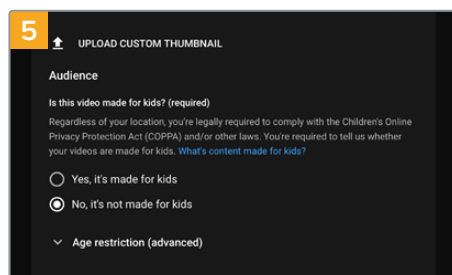 5
UPLOAD CUSTOM THUMBNAIL
Audience
Is this video made for kids? (required)
Regardless of your location, you're legally required to comply with the Children's Online
Privacy Protection Act (COPPA) and/or other laws. You're required to tell us whether
your videos are made for kids. What's content made for kids?
Yes, it's made for kids
No, it's not made for kids
Age restriction (advanced)